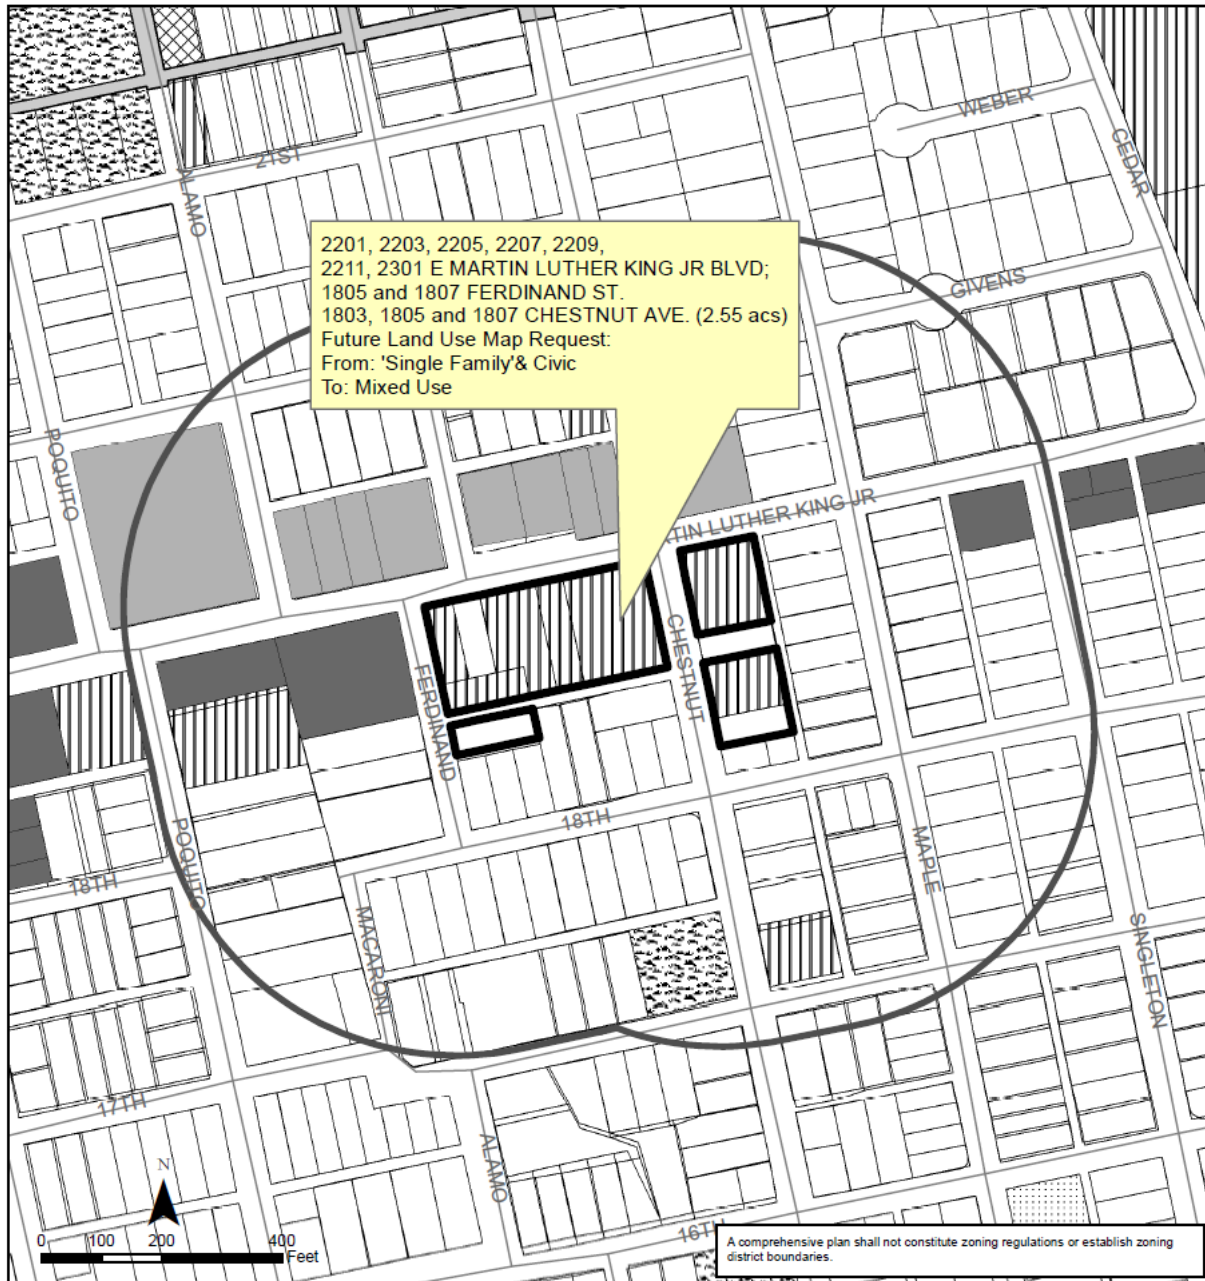 WEBER
CEDAR
21ST
ALAMO
2201, 2203, 2205, 2207, 2209,
2211, 2301 E MARTIN LUTHER KING JR BLVD;
1805 and 1807 FERDINAND ST.
1803, 1805 and 1807 CHESTNUT AVE. (2.55 acs)
Future Land Use Map Request:
From: 'Single Family'& Civic
To: Mixed Use
GIVENS
POQUITO
TIN LUTHER KING JR
CHESTNUT
FERDINAND
18TH
POQUITO
MAPLE
18TH
MACARONI
SINGLETON
17TH
ALAMO
16TH
N
0 100 200 400
Feet
A comprehensive plan shall not constitute zoning regulations or establish zoning
district boundaries.